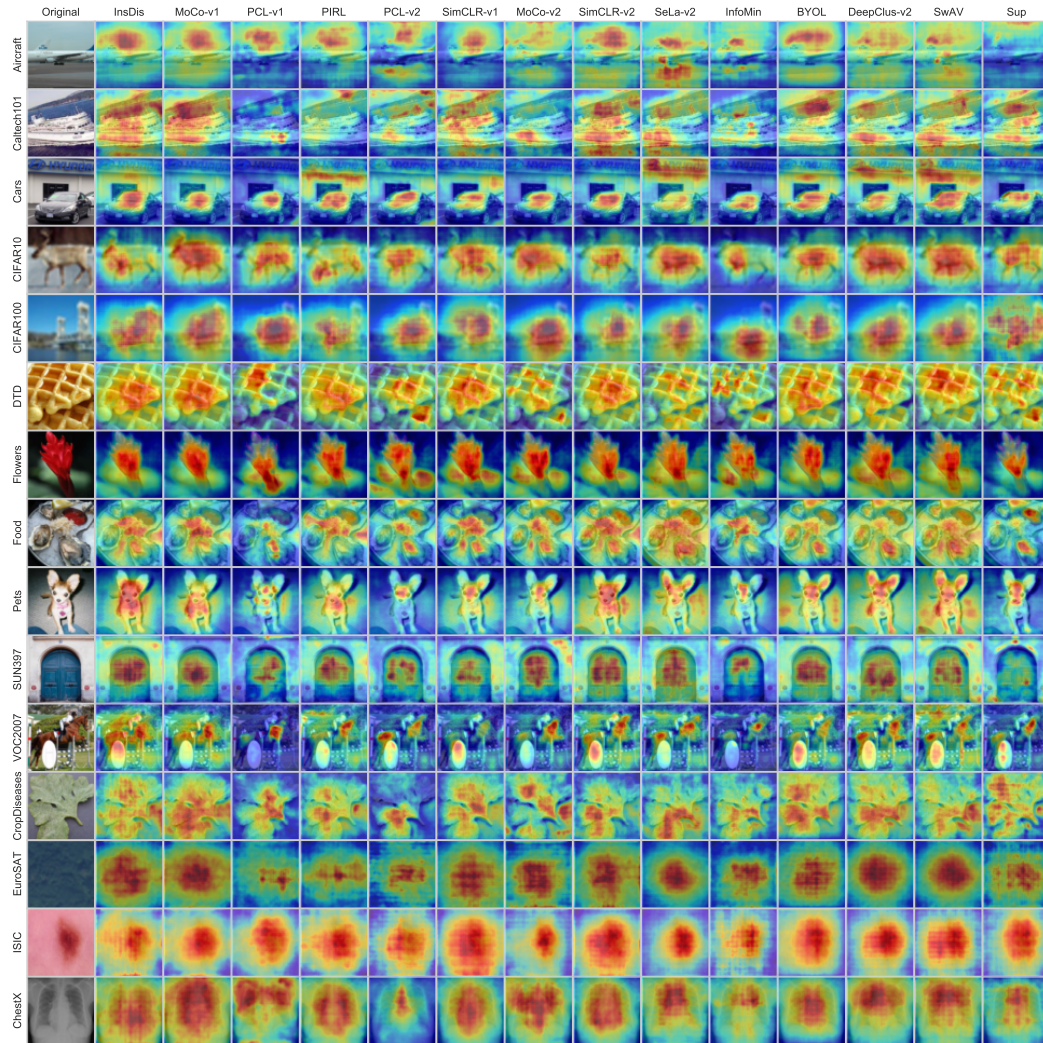 Original InsDis MoCo-v1 PCL-v1 PIRL PCL-v2 SimCLR-v1 MoCo-v2 SimCLR-v2 SeLa-v2 InfoMin BYOL DeepClus-v2 SwAV Sup
Aircraft
Caltech101
Cars
CIFAR10
CIFAR100
DTD
Flowers
Food
Pets
SUN397
VOC2007
CropDiseases
EuroSAT
ISIC
ChestX